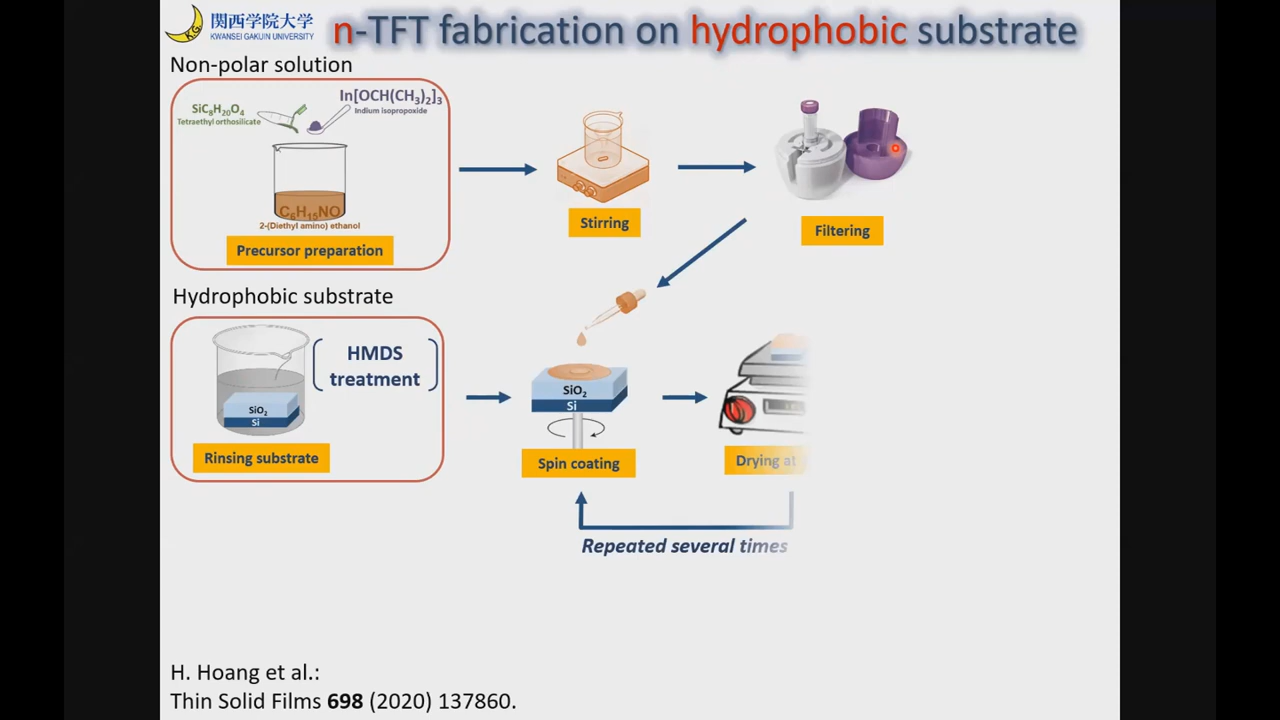 関西学院大学
KWANSEI GAKUIN UNIVERSITY
n-TFT fabrication on hydrophobic substrate
Non-polar solution
SiC₈H₂₀O₄
Tetraethyl orthosilicate
In[OCH(CH₃)₂]₃
Indium isopropoxide
C₆H₁₅NO
2-(Diethyl amino) ethanol
Precursor preparation
Stirring
Filtering
Hydrophobic substrate
HMDS
treatment
SiO₂
Si
Rinsing substrate
SiO₂
Si
Spin coating
Drying at
Repeated several times
H. Hoang et al.:
Thin Solid Films 698 (2020) 137860.